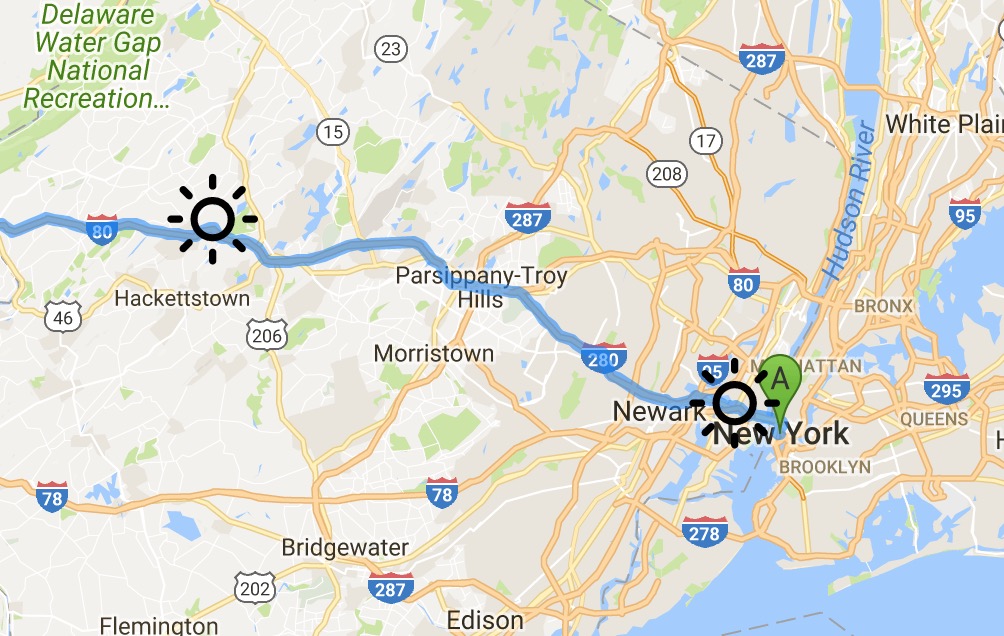 Delaware
Water Gap
National
Recreation...
23
287
15
17
White Plain
208
Hudson River
287
95
80
80
Hackettstown
46
206
Parsippany-Troy
Hills
BRONX
Morristown
280
95
A
295
Newark
New York
QUEENS
BROOKLYN
78
78
278
Bridgewater
202
287
Flemington
Edison